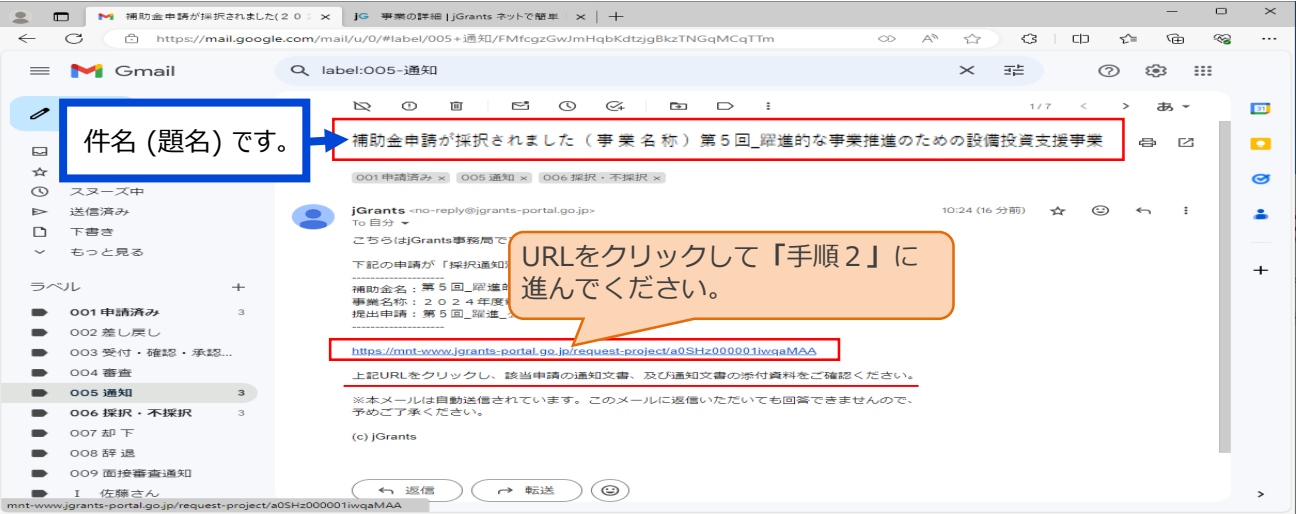 補助金申請が採択されました(20
jG 事業の詳細 | jGrants ネットで簡単
https://mail.google.com/mail/u/0/#label/005+通知/FMfcgzGwJmHqbKdtzjgBkzTNGqMCqTTm
Gmail
label:005-通知
1/7
あ
31
件名 (題名) です。
補助金申請が採択されました（事 業 名 称）第５回_躍進的な事業推進のための設備投資支援事業
001 申請済み × 005 通知 × 006 採択・不採択 ×
スヌーズ中
送信済み
下書き
もっと見る
ラベル
001 申請済み 3
002 差し戻し
003 受付・確認・承認...
004 審査
005 通知 3
006 採択・不採択 3
007 却 下
008 辞 退
009 面接審査通知
I 佐藤さん
jGrants <no-reply@jgrants-portal.go.jp>
10:24 (16 分前)
To 自分
こちらはjGrants事務局で
下記の申請が「採択通知
--------------------
補助金名：第５回_躍進
事業名称：２０２４年度
提出申請：第５回_躍進_
--------------------
URLをクリックして「手順２」に
進んでください。
https://mnt-www.jgrants-portal.go.jp/request-project/a0SHz000001iwqaMAA
上記URLをクリックし、該当申請の通知文書、及び通知文書の添付資料をご確認ください。
※本メールは自動送信されています。このメールに返信いただいても回答できませんので、
予めご了承ください。
(c) jGrants
返信
転送
mnt-www.jgrants-portal.go.jp/request-project/a0SHz000001iwqaMAA